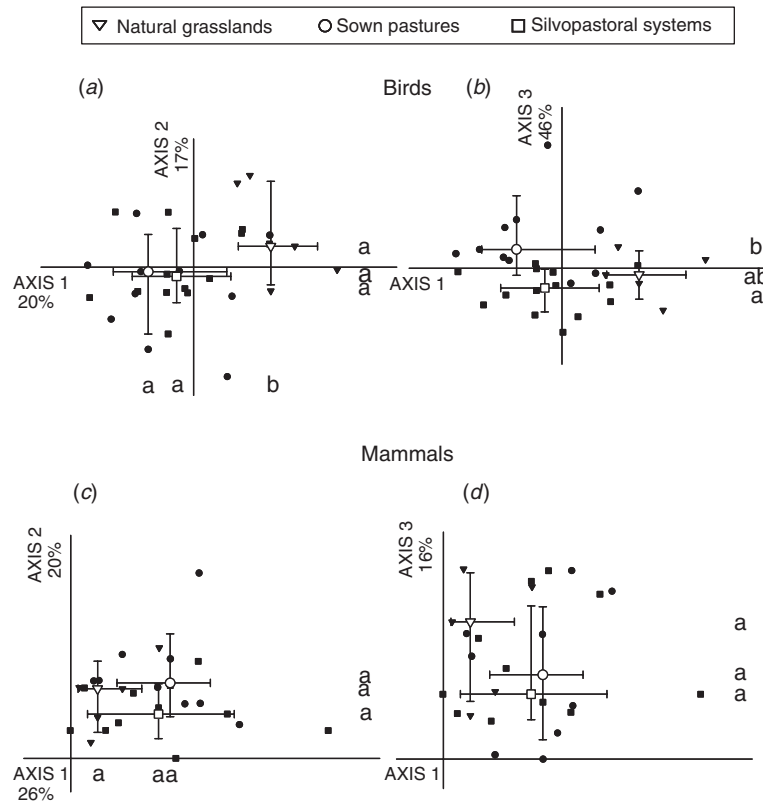 Natural grasslands Sown pastures Silvopastoral systems
(a) Birds (b)
AXIS 2
17%
AXIS 3
46%
a
a
a
AXIS 1
20%
a a b
b
ab
a
AXIS 1
Mammals
(c) (d)
AXIS 2
20%
AXIS 3
16%
a
a
a
AXIS 1
26%
a aa
a
a
a
AXIS 1